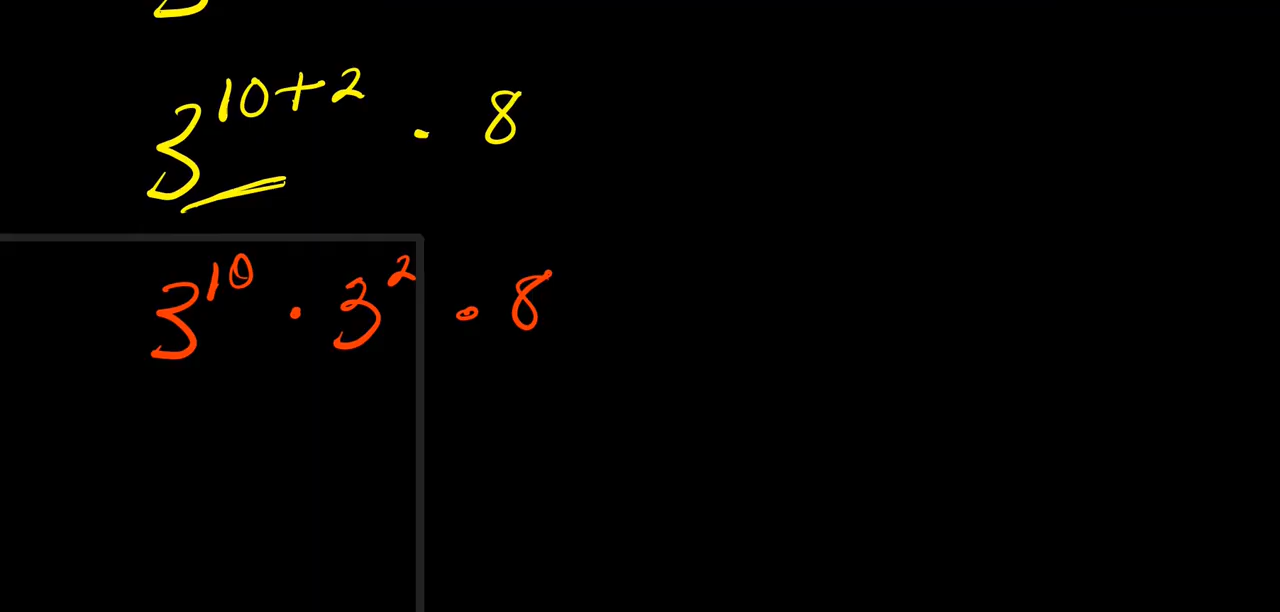 3^{10+2} · 8
3^{10} · 3^2 · 8